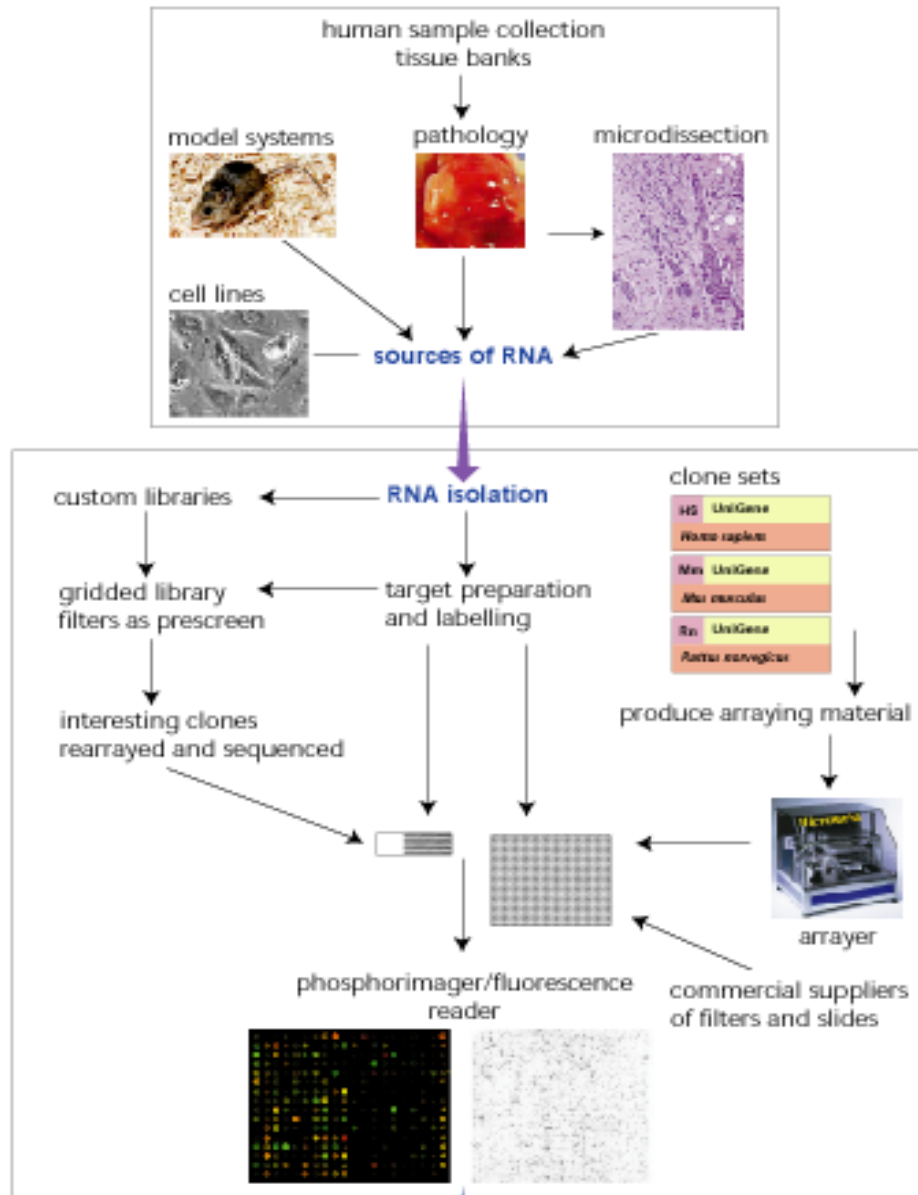 human sample collection
tissue banks
model systems
pathology
microdissection
cell lines
sources of RNA
custom libraries
RNA isolation
clone sets
HS UniGene
Homo sapiens
Mm UniGene
Mus musculus
Rn UniGene
Rattus norvegicus
gridded library
filters as prescreen
target preparation
and labelling
interesting clones
rearrayed and sequenced
produce arraying material
arrayer
phosphorimager/fluorescence
reader
commercial suppliers
of filters and slides